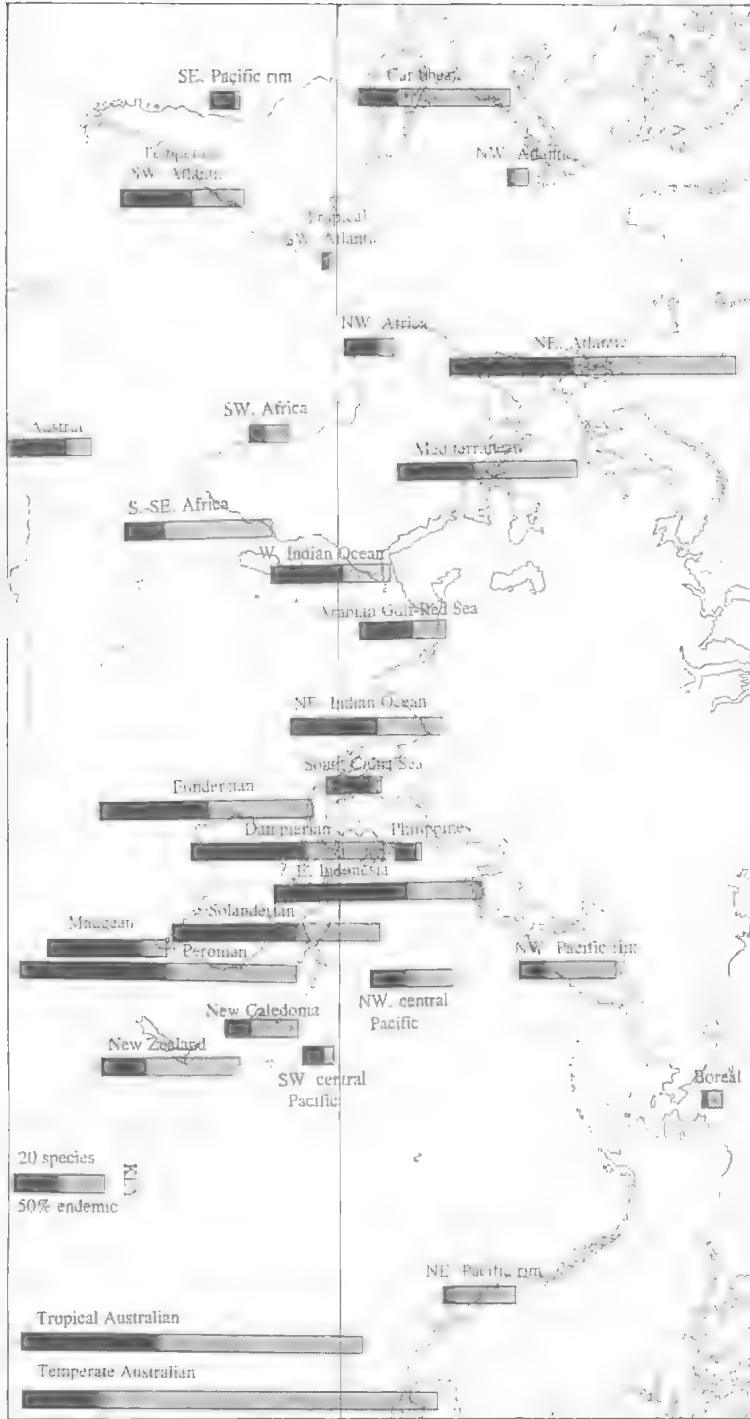 SE. Pacific rim
NW. Atlantic
SW. Atlantic
Tropical
SW. Atlantic
NW. Africa
NE. Atlantic
SW. Africa
Mediterranean
S.-SE. Africa
W. Indian Ocean
Arabian Gulf-Red Sea
NE. Indian Ocean
South China Sea
Dampierian
Philippines
E. Indonesia
Solanderian
Maugean
Peronian
NW. Pacific rim
NW. central
Pacific
New Caledonia
New Zealand
SW central
Pacific
Boreal
20 species
KEY
50% endemic
NE. Pacific rim
Tropical Australian
Temperate Australian